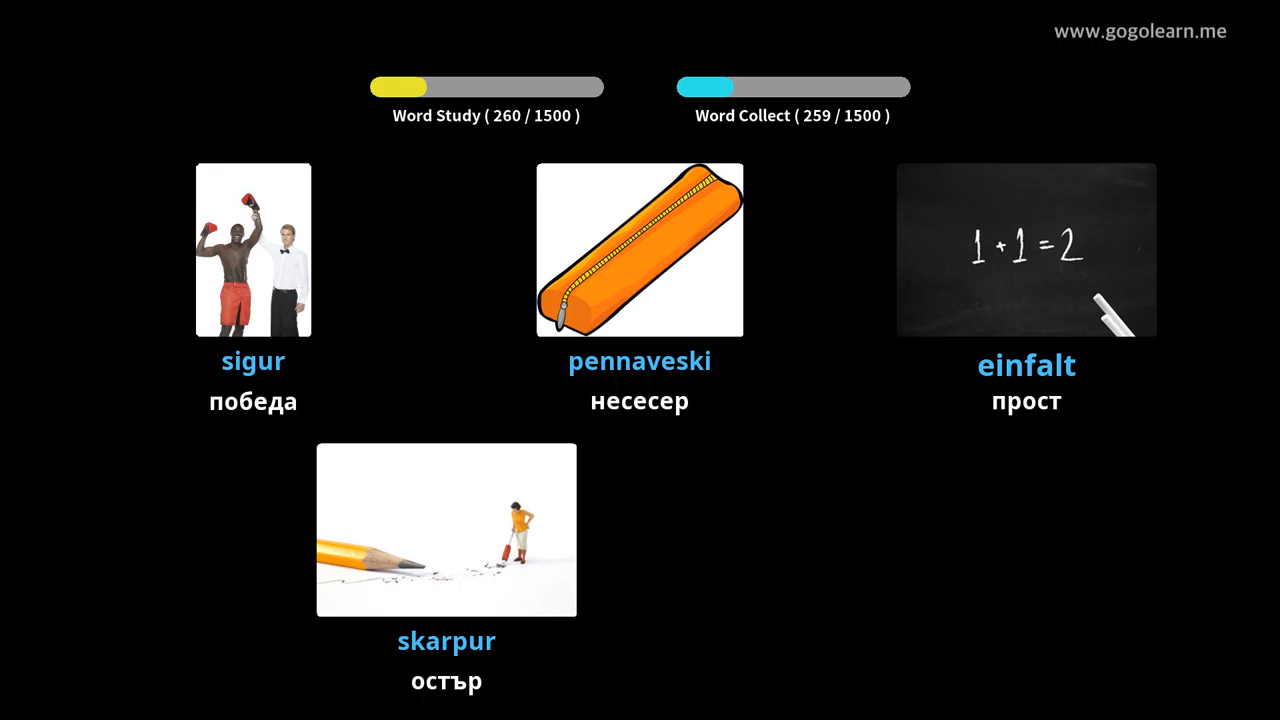 www.gogolearn.me
Word Study ( 260 / 1500 )
Word Collect ( 259 / 1500 )
1 + 1 = 2
sigur
pennaveski
einfalt
победа
несесер
прост
skarpur
остър